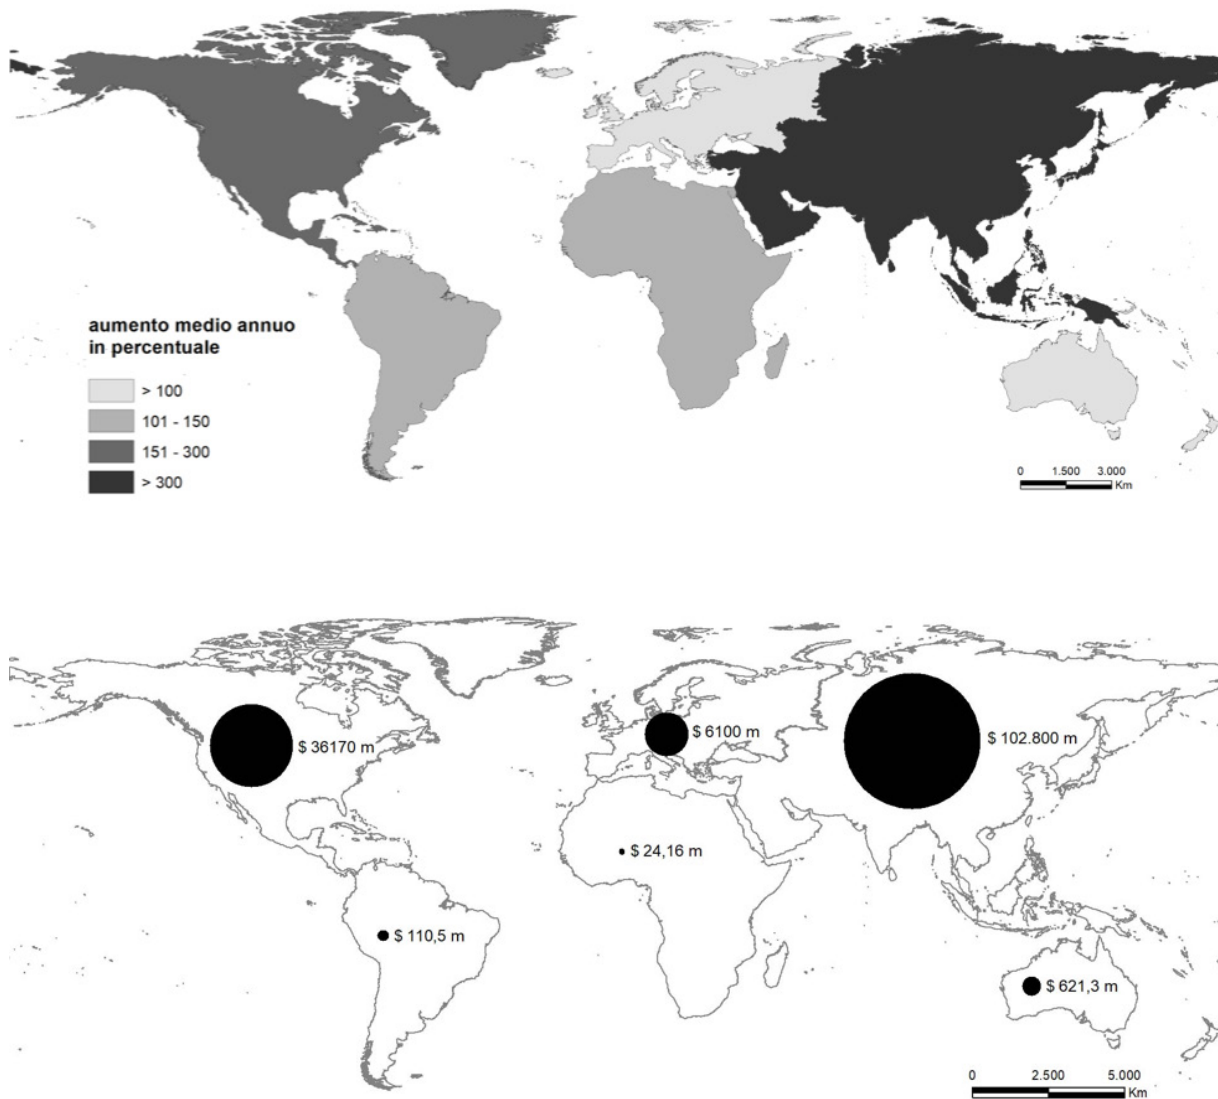 aumento medio annuo
in percentuale
> 100
101 - 150
151 - 300
> 300
0 1.500 3.000
Km
$ 36170 m
$ 6100 m
$ 102.800 m
$ 24,16 m
$ 110,5 m
$ 621,3 m
0 2.500 5.000
Km